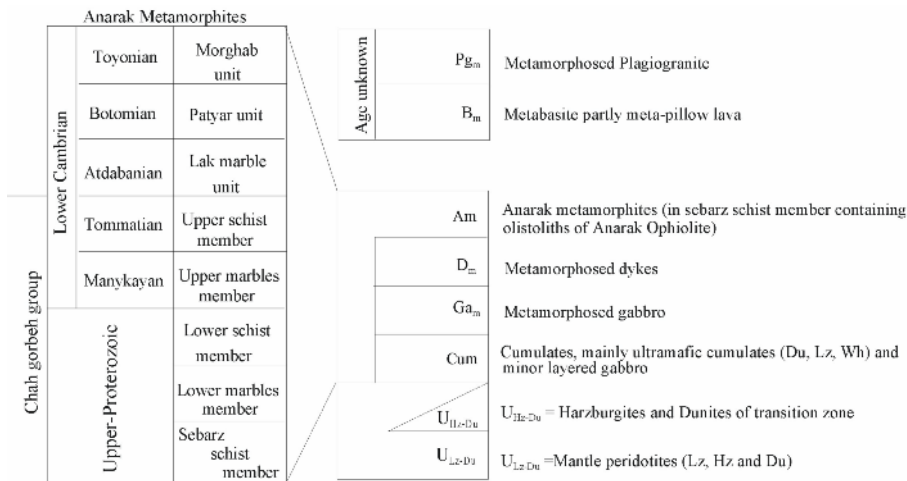 Anarak Metamorphites
Chah gorbeh group
Lower Cambrian
Upper-Proterozoic
Toyonian
Morghab
unit
Botomian
Patyar unit
Atdabanian
Lak marble
unit
Tommatian
Upper schist
member
Manykayan
Upper marbles
member
Lower schist
member
Lower marbles
member
Sebarz
schist
member
Age unknown
Pgm
Metamorphosed Plagiogranite
Bm
Metabasite partly meta-pillow lava
Am
Anarak metamorphites (in sebarz schist member containing
olistoliths of Anarak Ophiolite)
Dm
Metamorphosed dykes
Gam
Metamorphosed gabbro
Cum
Cumulates, mainly ultramafic cumulates (Du, Lz, Wh) and
minor layered gabbro
UHz-Du
UHz-Du = Harzburgites and Dunites of transition zone
ULz-Du
ULz-Du =Mantle peridotites (Lz, Hz and Du)